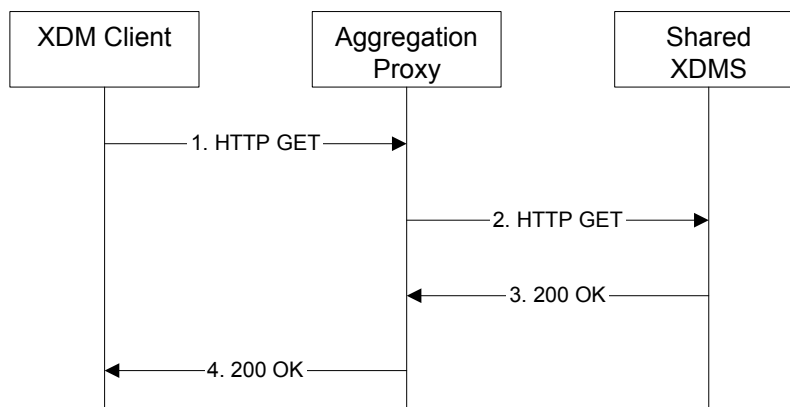 XDM Client
Aggregation
Proxy
Shared
XDMS
1. HTTP GET
2. HTTP GET
3. 200 OK
4. 200 OK